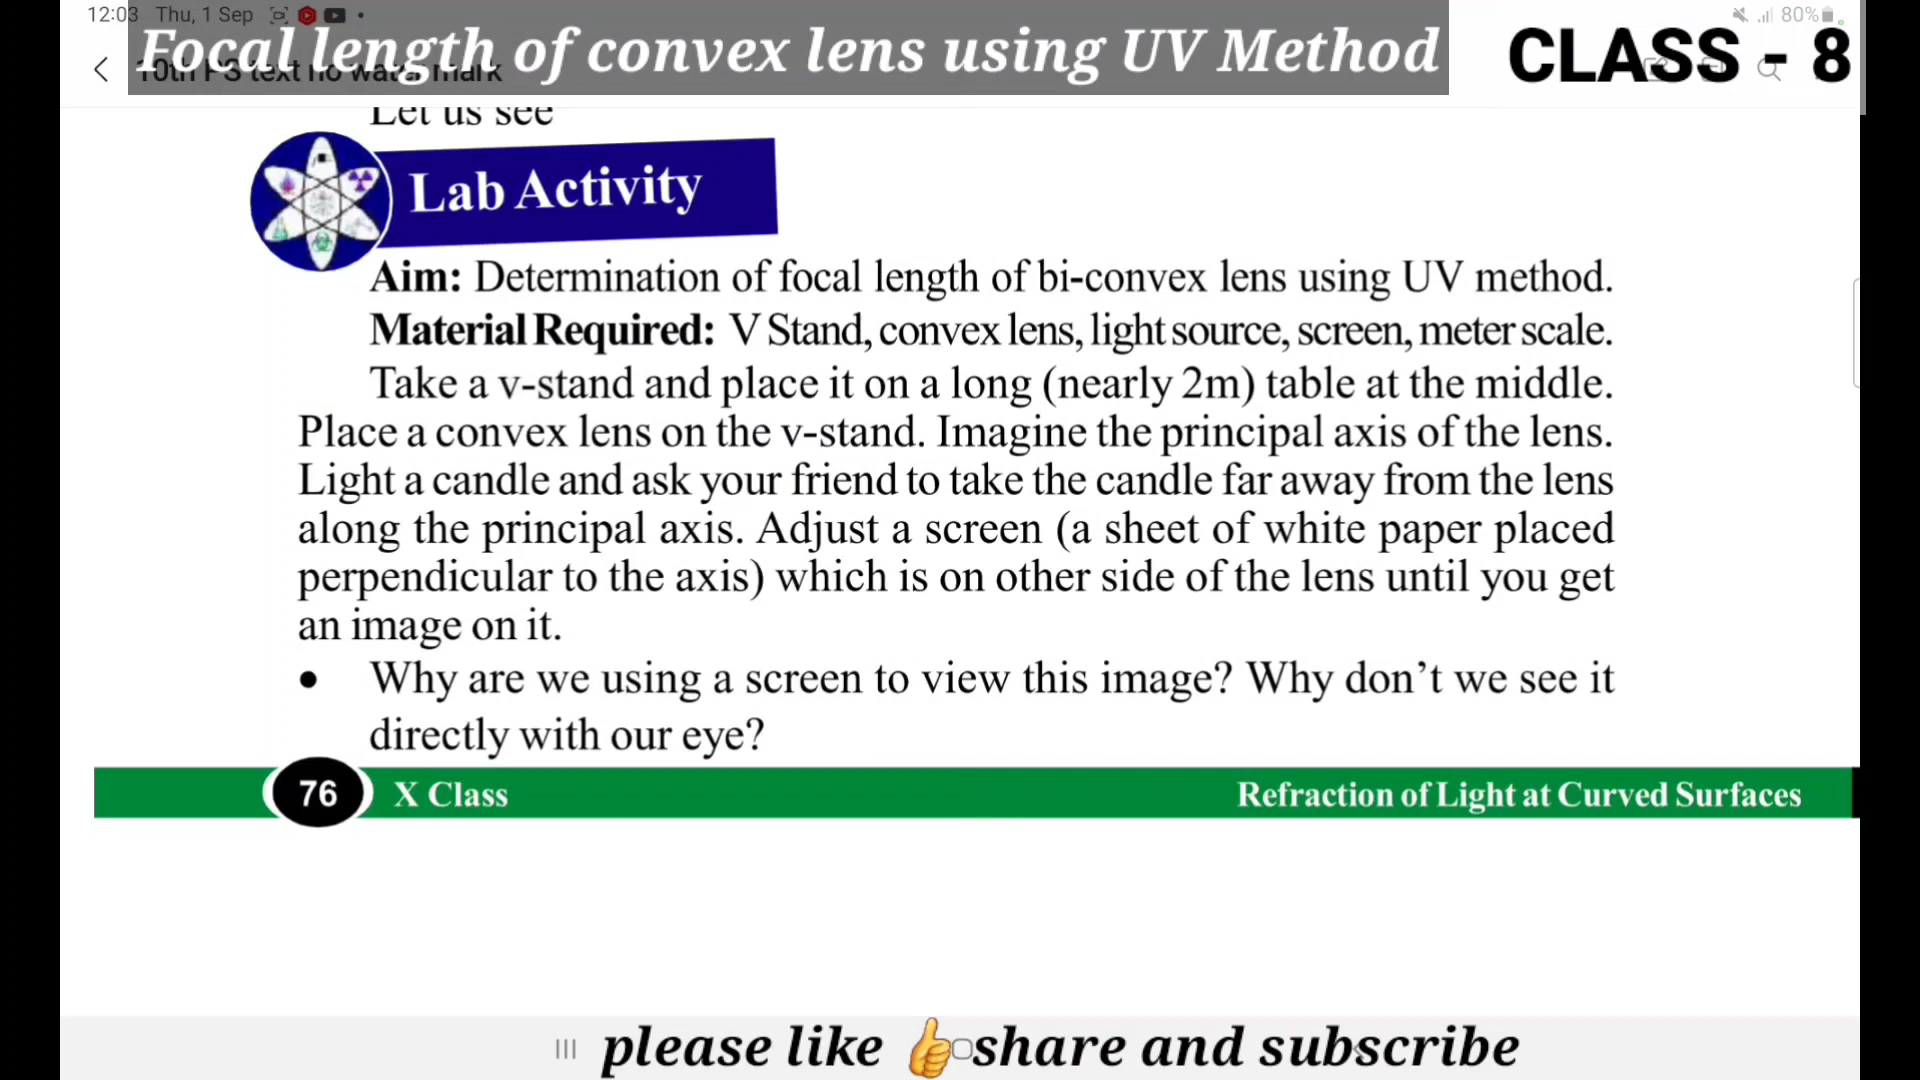 12:03 Thu, 1 Sep
80%
Focal length of convex lens using UV Method
CLASS - 8
10th PS text no water mark
Let us see
Lab Activity
Aim: Determination of focal length of bi-convex lens using UV method.
Material Required: V Stand, convex lens, light source, screen, meter scale.
Take a v-stand and place it on a long (nearly 2m) table at the middle.
Place a convex lens on the v-stand. Imagine the principal axis of the lens.
Light a candle and ask your friend to take the candle far away from the lens
along the principal axis. Adjust a screen (a sheet of white paper placed
perpendicular to the axis) which is on other side of the lens until you get
an image on it.
• Why are we using a screen to view this image? Why don’t we see it
directly with our eye?
76 X Class
Refraction of Light at Curved Surfaces
please like 👍 share and subscribe